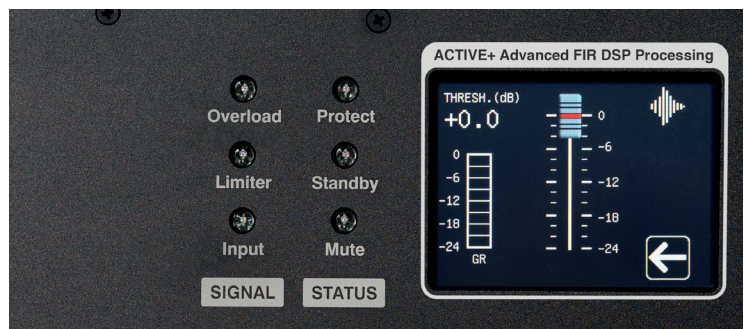 ACTIVE+ Advanced FIR DSP Processing
Overload Protect
Limiter Standby
Input Mute
SIGNAL STATUS
THRESH.(dB)
+0.0
0
-6
-12
-18
-24
GR
0
-6
-12
-18
-24